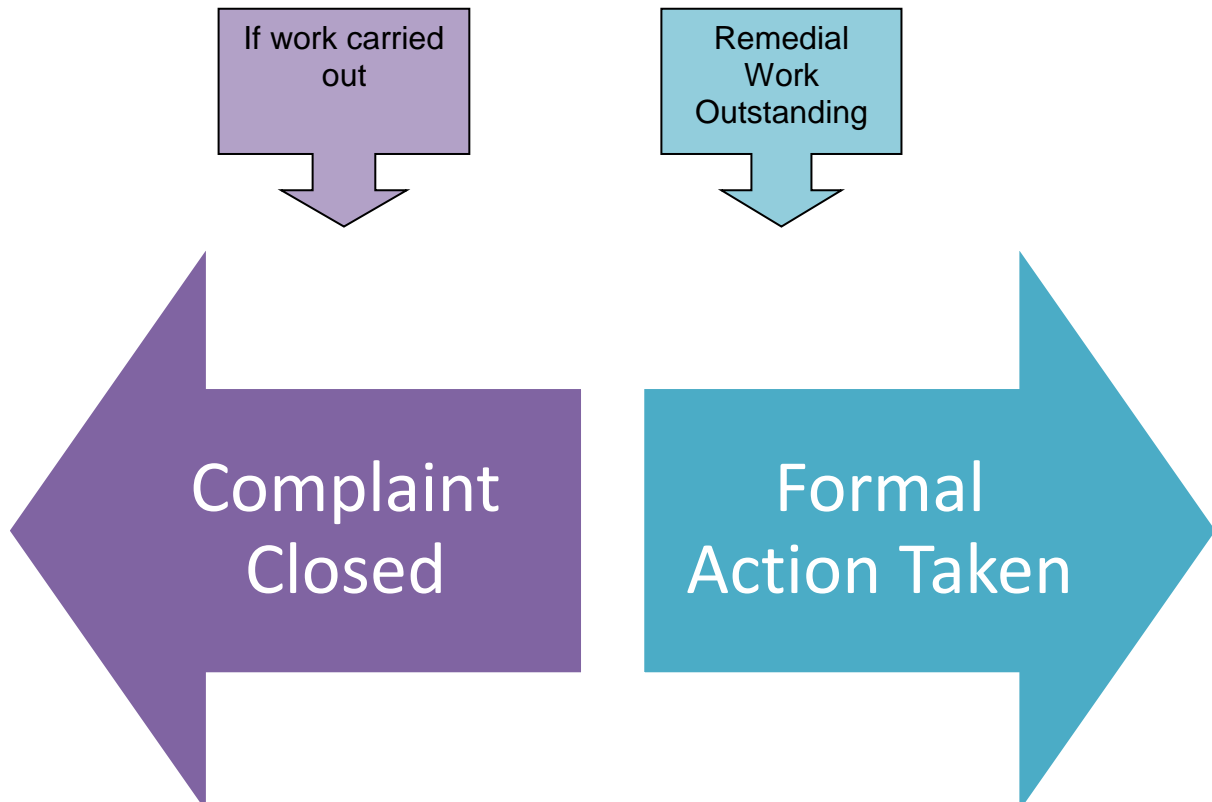 If work carried
out
Remedial
Work
Outstanding
Complaint
Closed
Formal
Action Taken